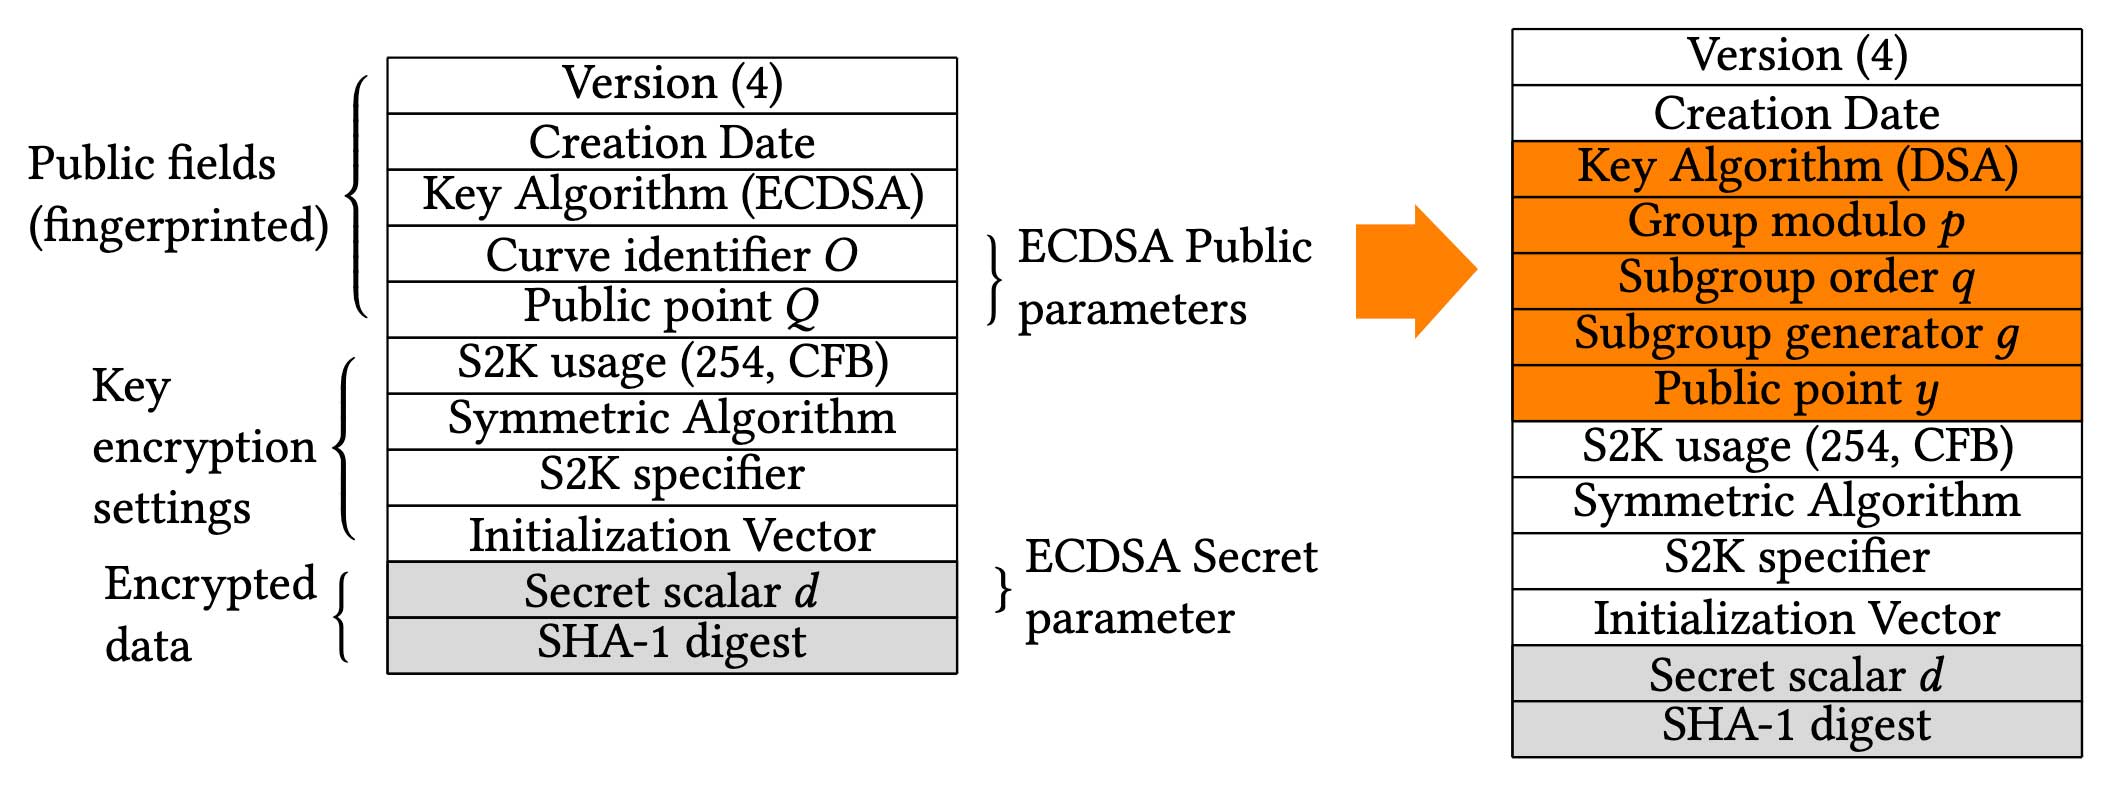 Public fields
(fingerprinted)
Key
encryption
settings
Encrypted
data
Version (4)
Creation Date
Key Algorithm (ECDSA)
Curve identifier O
Public point Q
S2K usage (254, CFB)
Symmetric Algorithm
S2K specifier
Initialization Vector
Secret scalar d
SHA-1 digest
ECDSA Public
parameters
ECDSA Secret
parameter
Version (4)
Creation Date
Key Algorithm (DSA)
Group modulo p
Subgroup order q
Subgroup generator g
Public point y
S2K usage (254, CFB)
Symmetric Algorithm
S2K specifier
Initialization Vector
Secret scalar d
SHA-1 digest